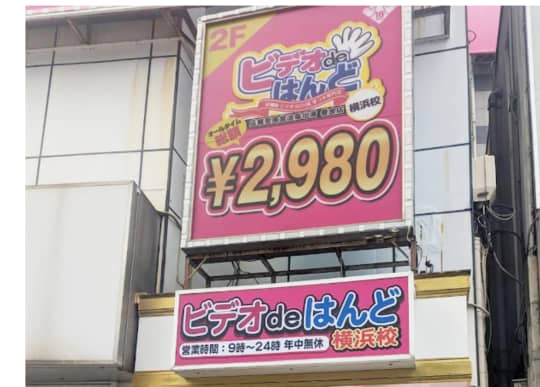 2F
ビデオde
はんど
横浜校
オールタイム
総額
¥2,980
ビデオdeはんど
営業時間：9時～24時 年中無休
横浜校